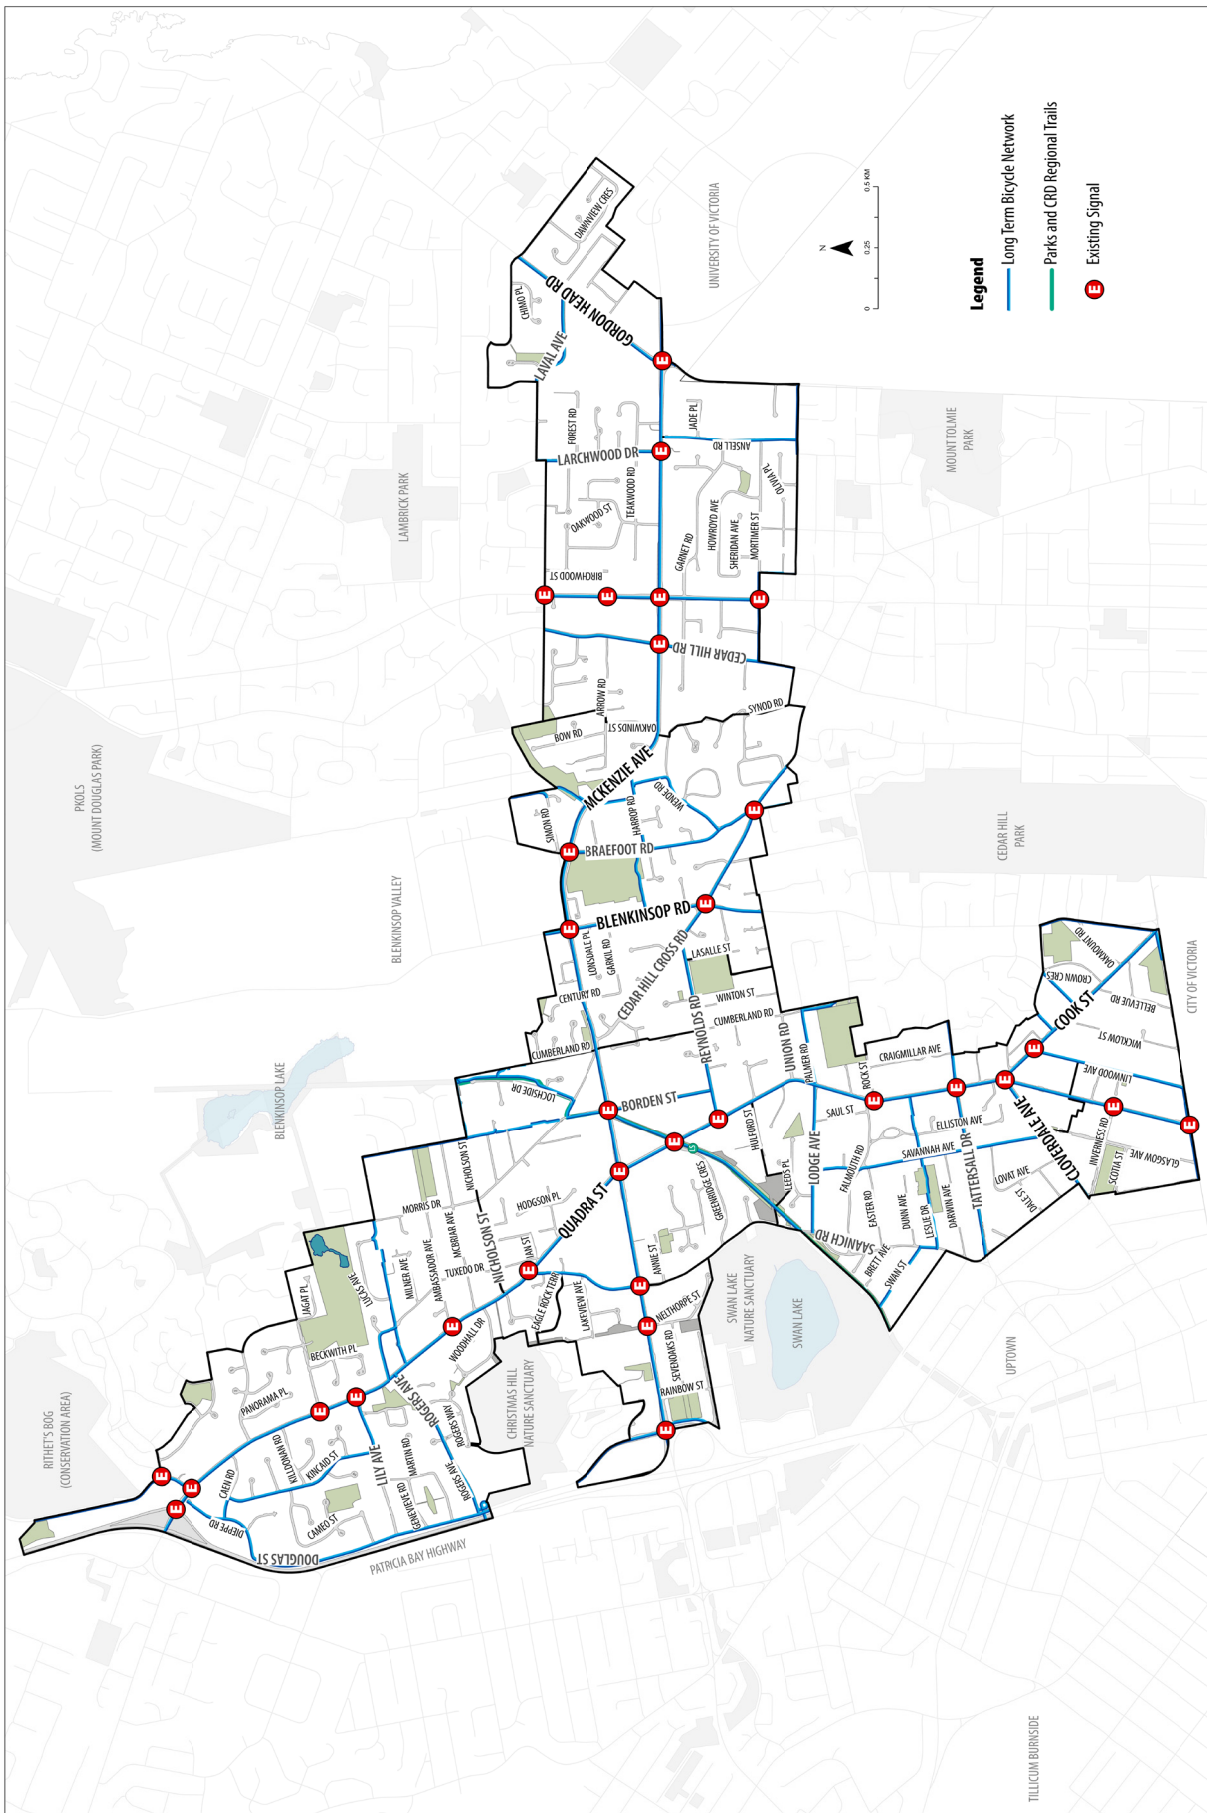 RITHET'S BOG
(CONSERVATION AREA)
PKOLS
(MOUNT DOUGLAS PARK)
BLENKINSOP LAKE
BLENKINSOP VALLEY
LAMBRICK PARK
UNIVERSITY OF VICTORIA
MOUNT TOLMIE
PARK
CEDAR HILL
PARK
CITY OF VICTORIA
CHRISTMAS HILL
NATURE SANCTUARY
SWAN LAKE
NATURE SANCTUARY
SWAN LAKE
UPTOWN
TILLICUM BURNSIDE
PATRICIA BAY HIGHWAY
DOUGLAS ST
DIEPPE RD
CAEN RD
KILLDONAN RD
KINCAID ST
CAMEO ST
PANORAMA PL
BECKWITH PL
JAGAT PL
LUCAS AVE
LILY AVE
GENEVIEVE RD
MARTIN RD
ROGERS AVE
ROGERS AVE
ROGERS WAY
MILNER AVE
AMBASSADOR AVE
MORRIS DR
MCBRIAR AVE
TUXEDO DR
WOODHALL DR
NICHOLSON ST
NICHOLSON ST
IAN ST
HODGSON PL
QUADRA ST
EAGLE ROCK TERR
LAKEVIEW AVE
ANNIE ST
NELTHORPE ST
SEVENOAKS RD
RAINBOW ST
GREENRIDGE CRES
LOCHSIDE DR
BORDEN ST
CUMBERLAND RD
CENTURY RD
LONSDALE PL
GARKIL RD
CEDAR HILL CROSS RD
BLENKINSOP RD
LASALLE ST
REYNOLDS RD
WINTON ST
CUMBERLAND RD
UNION RD
PALMER RD
HULFORD ST
LEEDS PL
LODGE AVE
SAUL ST
ROCK ST
FALMOUTH RD
EASTER RD
SAANICH RD
BRETT AVE
SWAN ST
DUNN AVE
LESLIE DR
DARWIN AVE
SAVANNAH AVE
ELLISTON AVE
CRAIGMILLAR AVE
TATTERSALL DR
LOVAT AVE
DALE ST
CLOVERDALE AVE
INVERNESS RD
SCOTIA ST
GLASGOW AVE
LINWOOD AVE
WICKLOW ST
BELLEVUE RD
COOK ST
CROWN CRES
OAKMOUNT RD
SIMON RD
BRAEFOOT RD
HARROP RD
WENDE RD
MCKENZIE AVE
BOW RD
ARROW RD
OAKWINDS ST
SYNOD RD
CEDAR HILL RD
BIRCHWOOD ST
OAKWOOD ST
TEAKWOOD RD
FOREST RD
LARCHWOOD DR
GARNET RD
HOWROYD AVE
SHERIDAN AVE
MORTIMER ST
OLIVIA PL
ANSELL RD
JADE PL
LAVAL AVE
CHIMO PL
GORDON HEAD RD
DAWNVIEW CRES
N
0 0.25 0.5 KM
Legend
Long Term Bicycle Network
Parks and CRD Regional Trails
E Existing Signal